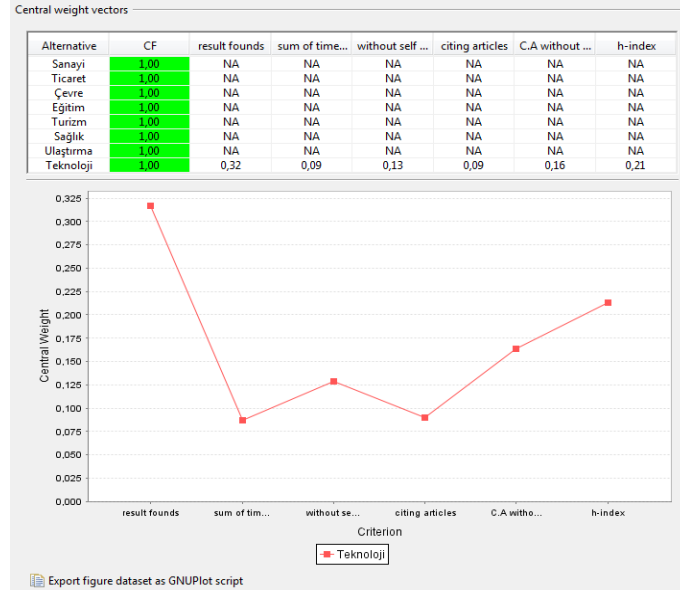 Central weight vectors
Alternative CF result founds sum of time... without self ... citing articles C.A without ... h-index
Sanayi 1,00 NA NA NA NA NA NA
Ticaret 1,00 NA NA NA NA NA NA
Çevre 1,00 NA NA NA NA NA NA
Eğitim 1,00 NA NA NA NA NA NA
Turizm 1,00 NA NA NA NA NA NA
Sağlık 1,00 NA NA NA NA NA NA
Ulaştırma 1,00 NA NA NA NA NA NA
Teknoloji 1,00 0,32 0,09 0,13 0,09 0,16 0,21
0,325
0,300
0,275
0,250
0,225
0,200
0,175
0,150
0,125
0,100
0,075
0,050
0,025
0,000
Central Weight
result founds sum of tim... without se... citing articles C.A witho... h-index
Criterion
Teknoloji
Export figure dataset as GNUPlot script